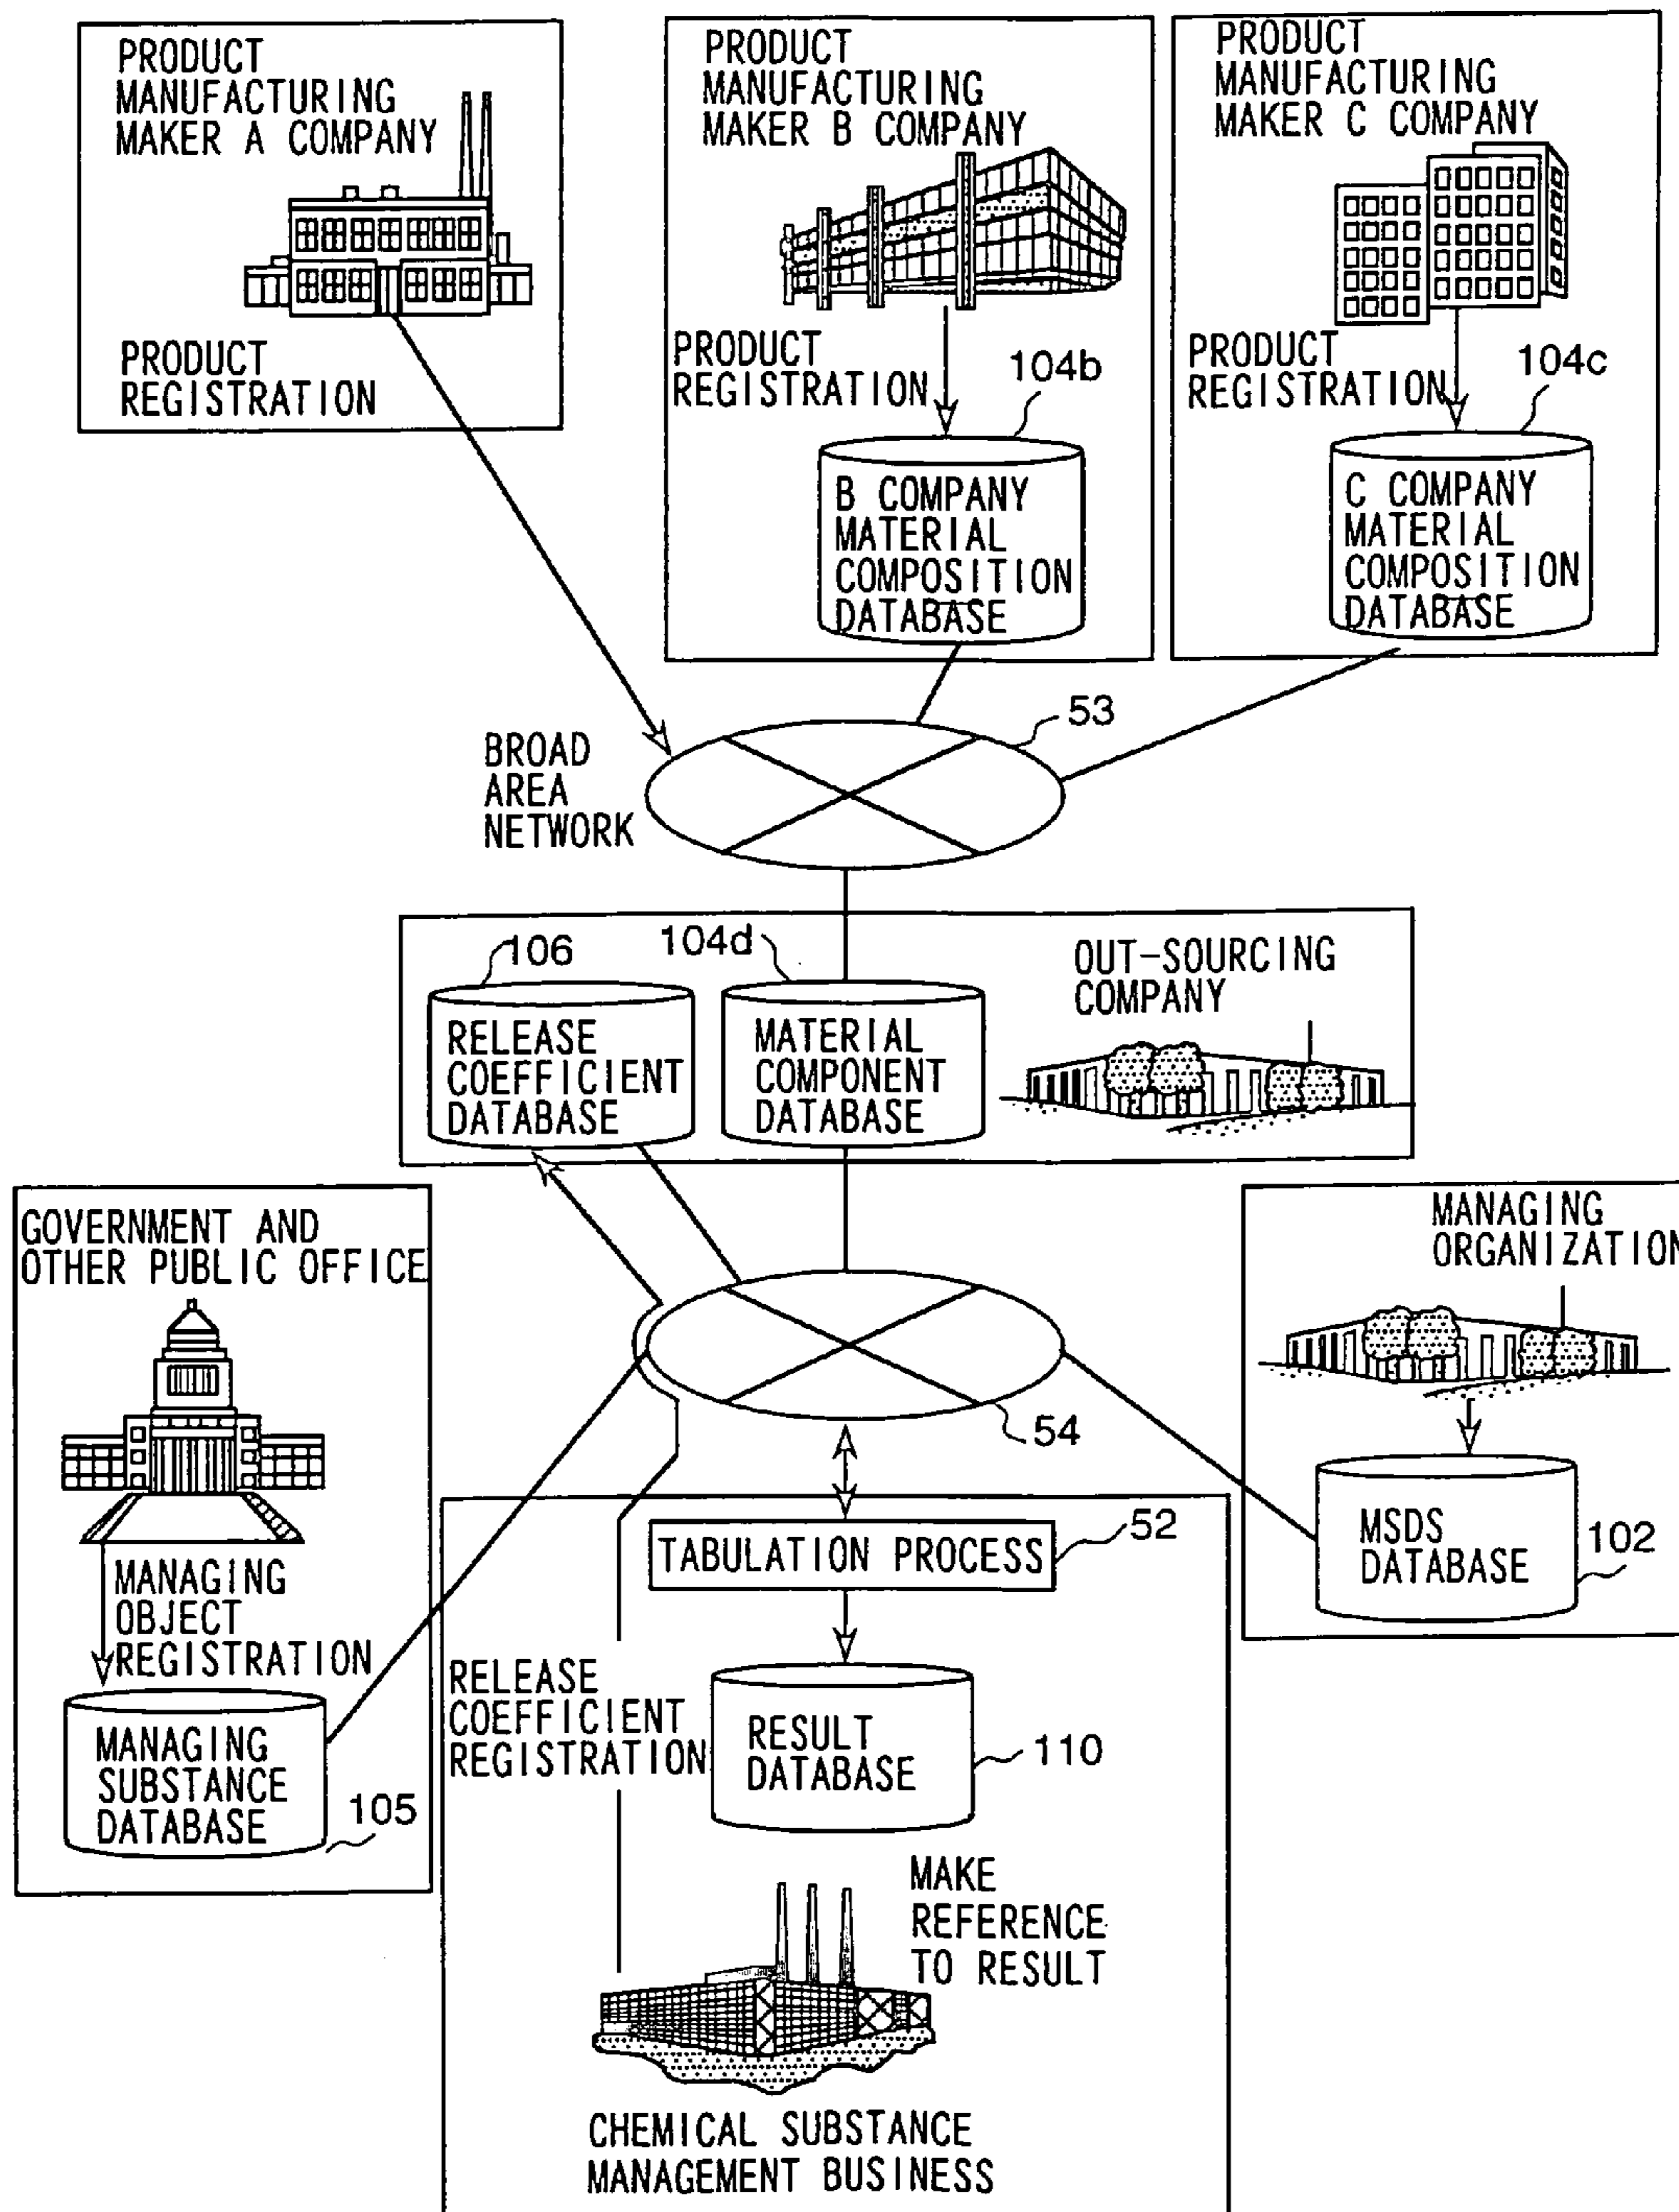 PRODUCT
MANUFACTURING
MAKER A COMPANY
PRODUCT
REGISTRATION
PRODUCT
MANUFACTURING
MAKER B COMPANY
PRODUCT
REGISTRATION
104b
B COMPANY
MATERIAL
COMPOSITION
DATABASE
PRODUCT
MANUFACTURING
MAKER C COMPANY
PRODUCT
REGISTRATION
104c
C COMPANY
MATERIAL
COMPOSITION
DATABASE
BROAD
AREA
NETWORK
53
106
RELEASE
COEFFICIENT
DATABASE
104d
MATERIAL
COMPONENT
DATABASE
OUT-SOURCING
COMPANY
GOVERNMENT AND
OTHER PUBLIC OFFICE
MANAGING
OBJECT
REGISTRATION
MANAGING
SUBSTANCE
DATABASE
105
54
MANAGING
ORGANIZATION
MSDS
DATABASE
102
TABULATION PROCESS
52
RELEASE
COEFFICIENT
REGISTRATION
RESULT
DATABASE
110
MAKE
REFERENCE
TO RESULT
CHEMICAL SUBSTANCE
MANAGEMENT BUSINESS